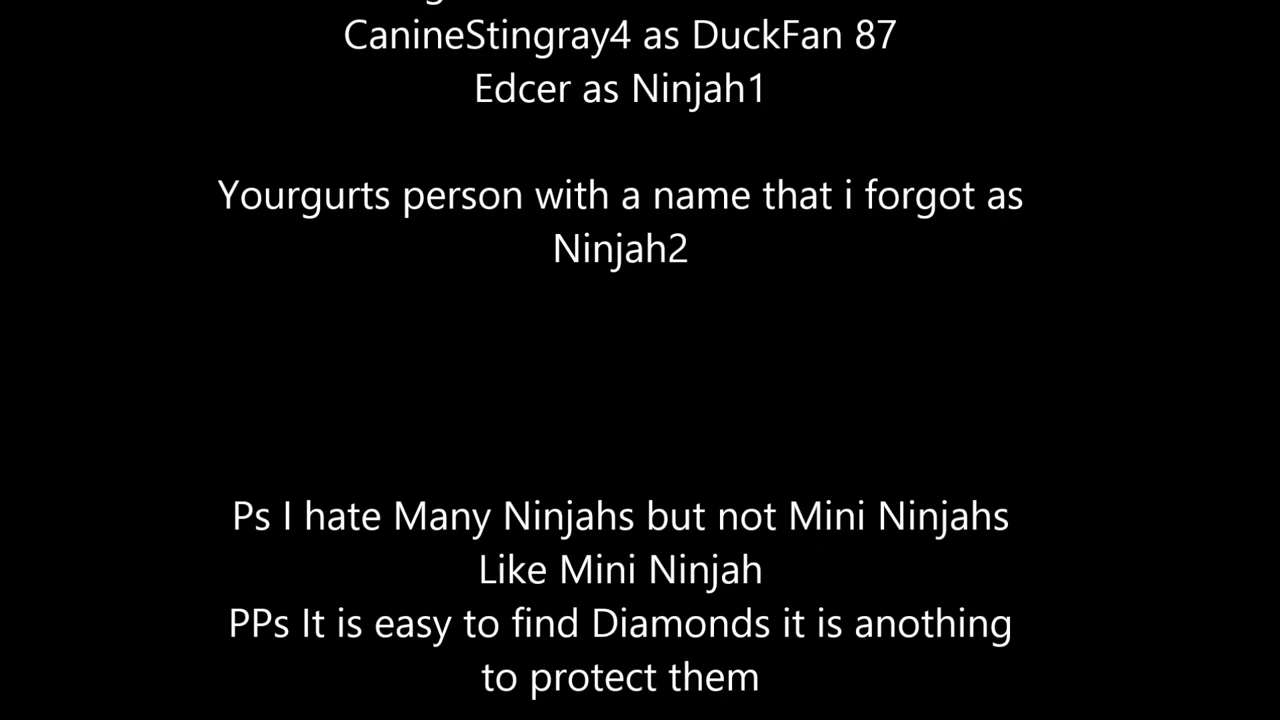 CanineStingray4 as DuckFan 87
Edcer as Ninjah1
Yourgurts person with a name that i forgot as
Ninjah2
Ps I hate Many Ninjahs but not Mini Ninjahs
Like Mini Ninjah
PPs It is easy to find Diamonds it is anothing
to protect them